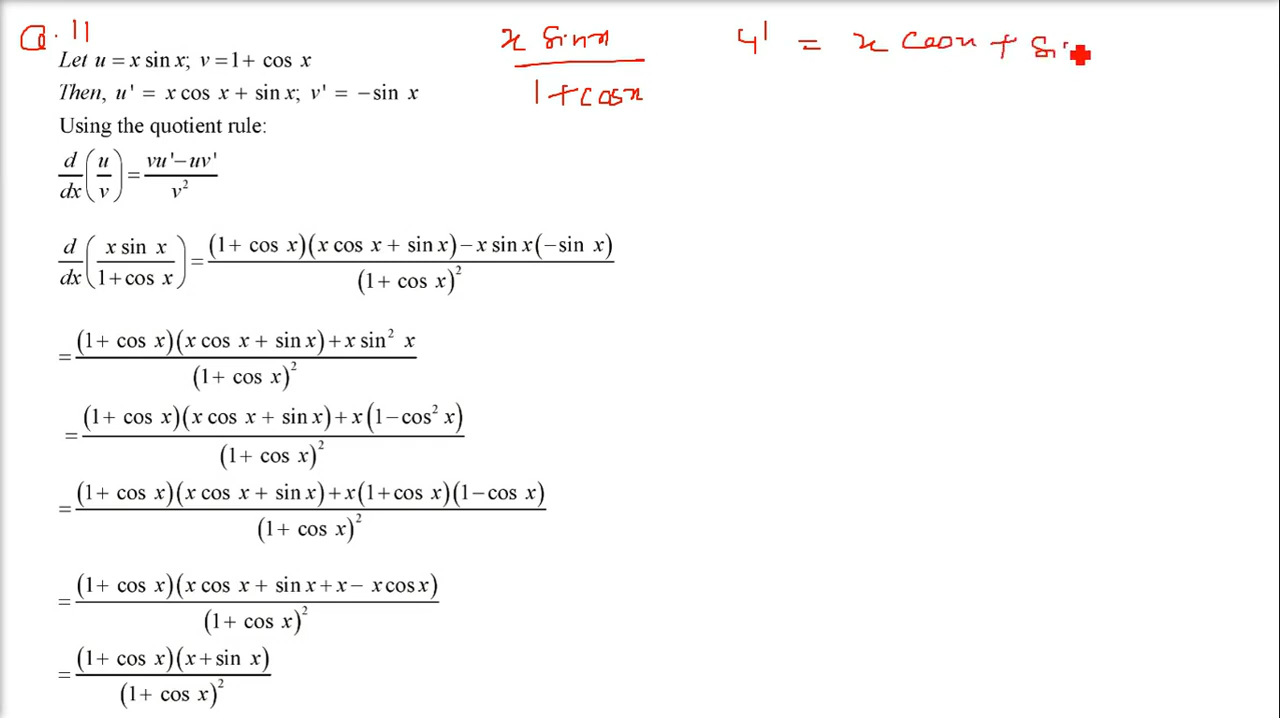 Q. 11
x sin x / 1 + cos x
u' = x cos x + si
Let u = x sin x; v = 1 + cos x
Then, u' = x cos x + sin x; v' = −sin x
Using the quotient rule:
d/dx (u/v) = (vu' − uv') / v²
d/dx (x sin x / (1 + cos x)) = ((1 + cos x)(x cos x + sin x) − x sin x(−sin x)) / (1 + cos x)²
= ((1 + cos x)(x cos x + sin x) + x sin² x) / (1 + cos x)²
= ((1 + cos x)(x cos x + sin x) + x(1 − cos² x)) / (1 + cos x)²
= ((1 + cos x)(x cos x + sin x) + x(1 + cos x)(1 − cos x)) / (1 + cos x)²
= ((1 + cos x)(x cos x + sin x + x − x cos x)) / (1 + cos x)²
= ((1 + cos x)(x + sin x)) / (1 + cos x)²